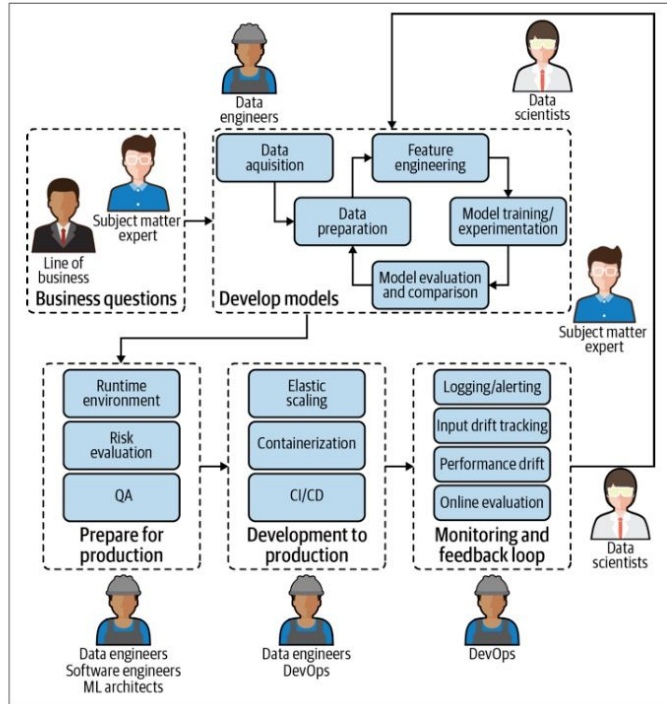 Data
engineers
Data
scientists
Subject matter
expert
Line of
business
Business questions
Data
aquisition
Feature
engineering
Data
preparation
Model training/
experimentation
Model evaluation
and comparison
Develop models
Subject matter
expert
Runtime
environment
Risk
evaluation
QA
Prepare for
production
Elastic
scaling
Containerization
CI/CD
Development to
production
Logging/alerting
Input drift tracking
Performance drift
Online evaluation
Monitoring and
feedback loop
Data
scientists
Data engineers
Software engineers
ML architects
Data engineers
DevOps
DevOps